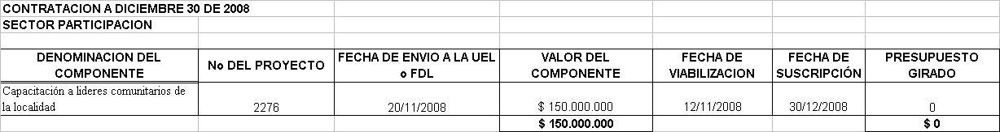 CONTRATACION A DICIEMBRE 30 DE 2008
SECTOR PARTICIPACION
DENOMINACION DEL COMPONENTE No DEL PROYECTO FECHA DE ENVIO A LA UEL o FDL VALOR DEL COMPONENTE FECHA DE VIABILIZACION FECHA DE SUSCRIPCIÓN PRESUPUESTO GIRADO
Capacitación a lideres comunitarios de
la localidad 2276 20/11/2008 $ 150.000.000 12/11/2008 30/12/2008 0
$ 150.000.000 $ 0